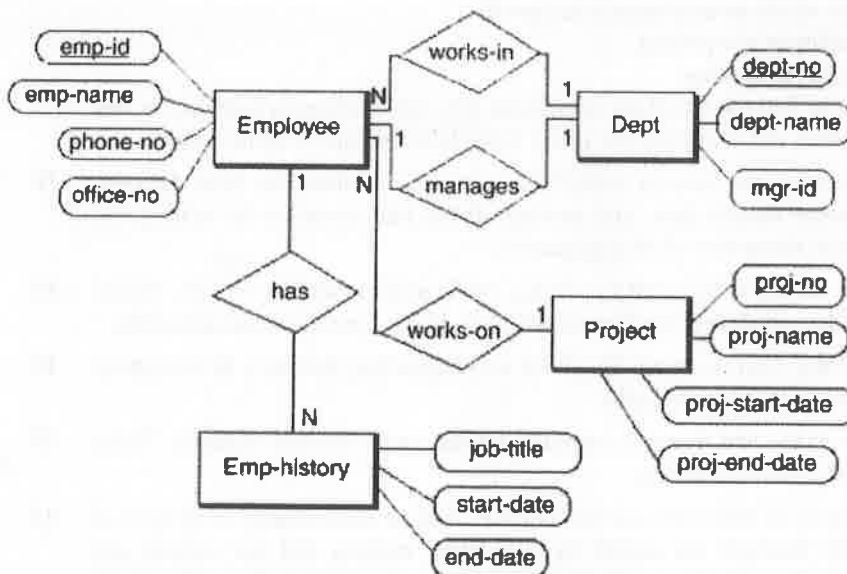 works-in
emp-id
dept-no
N
1
emp-name
Employee
Dept
dept-name
1
1
phone-no
manages
office-no
1
N
mgr-id
has
proj-no
works-on
1
Project
proj-name
N
proj-start-date
Emp-history
job-title
proj-end-date
start-date
end-date